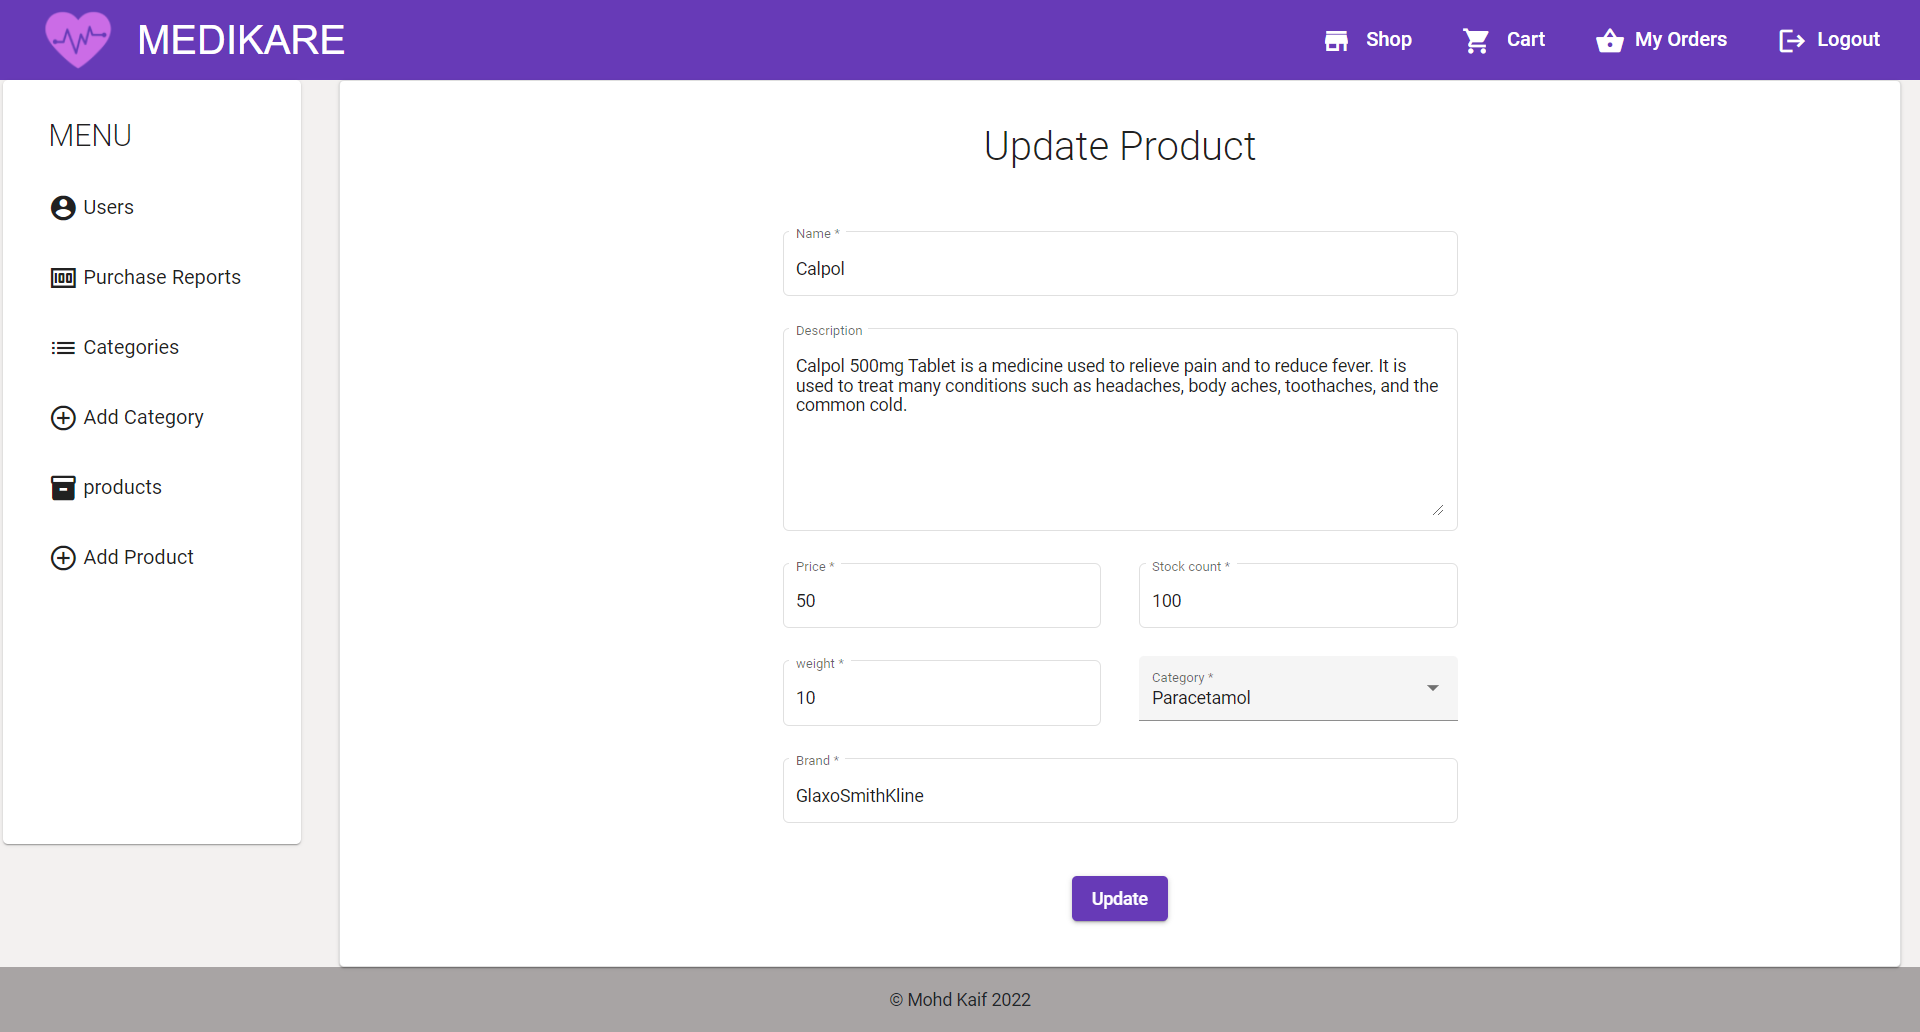 MEDIKARE
Shop
Cart
My Orders
Logout
MENU
Users
100 Purchase Reports
Categories
Add Category
products
Add Product
Update Product
Name *
Calpol
Description
Calpol 500mg Tablet is a medicine used to relieve pain and to reduce fever. It is
used to treat many conditions such as headaches, body aches, toothaches, and the
common cold.
Price *
50
Stock count *
100
weight *
10
Category *
Paracetamol
Brand *
GlaxoSmithKline
Update
© Mohd Kaif 2022